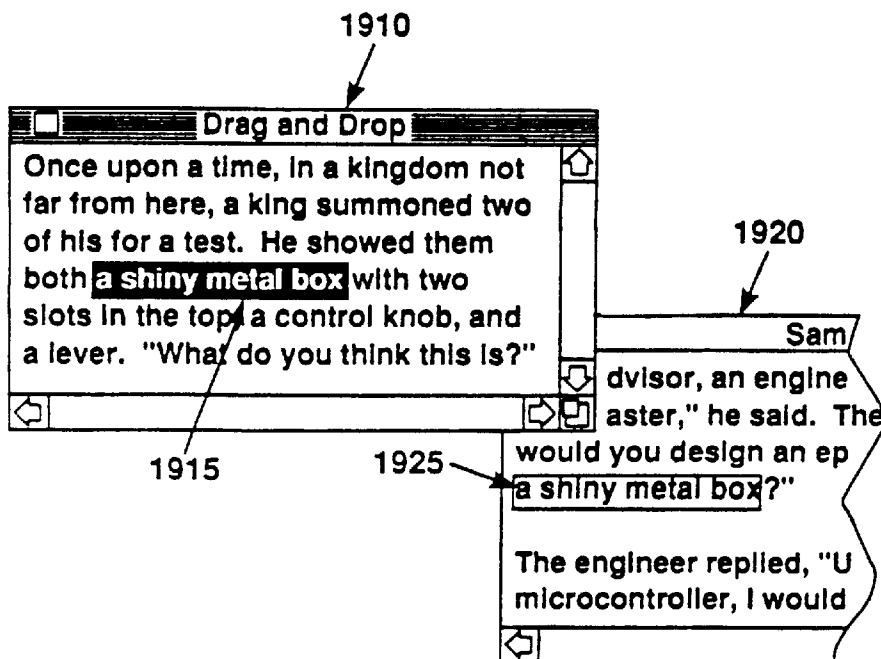 1910
Drag and Drop
Once upon a time, in a kingdom not
far from here, a king summoned two
of his for a test. He showed them
both a shiny metal box with two
slots in the top, a control knob, and
a lever. "What do you think this is?"
1915
1920
Sam
dvisor, an engine
aster," he said. The
would you design an ep
1925
a shiny metal box?"
The engineer replied, "U
microcontroller, I would